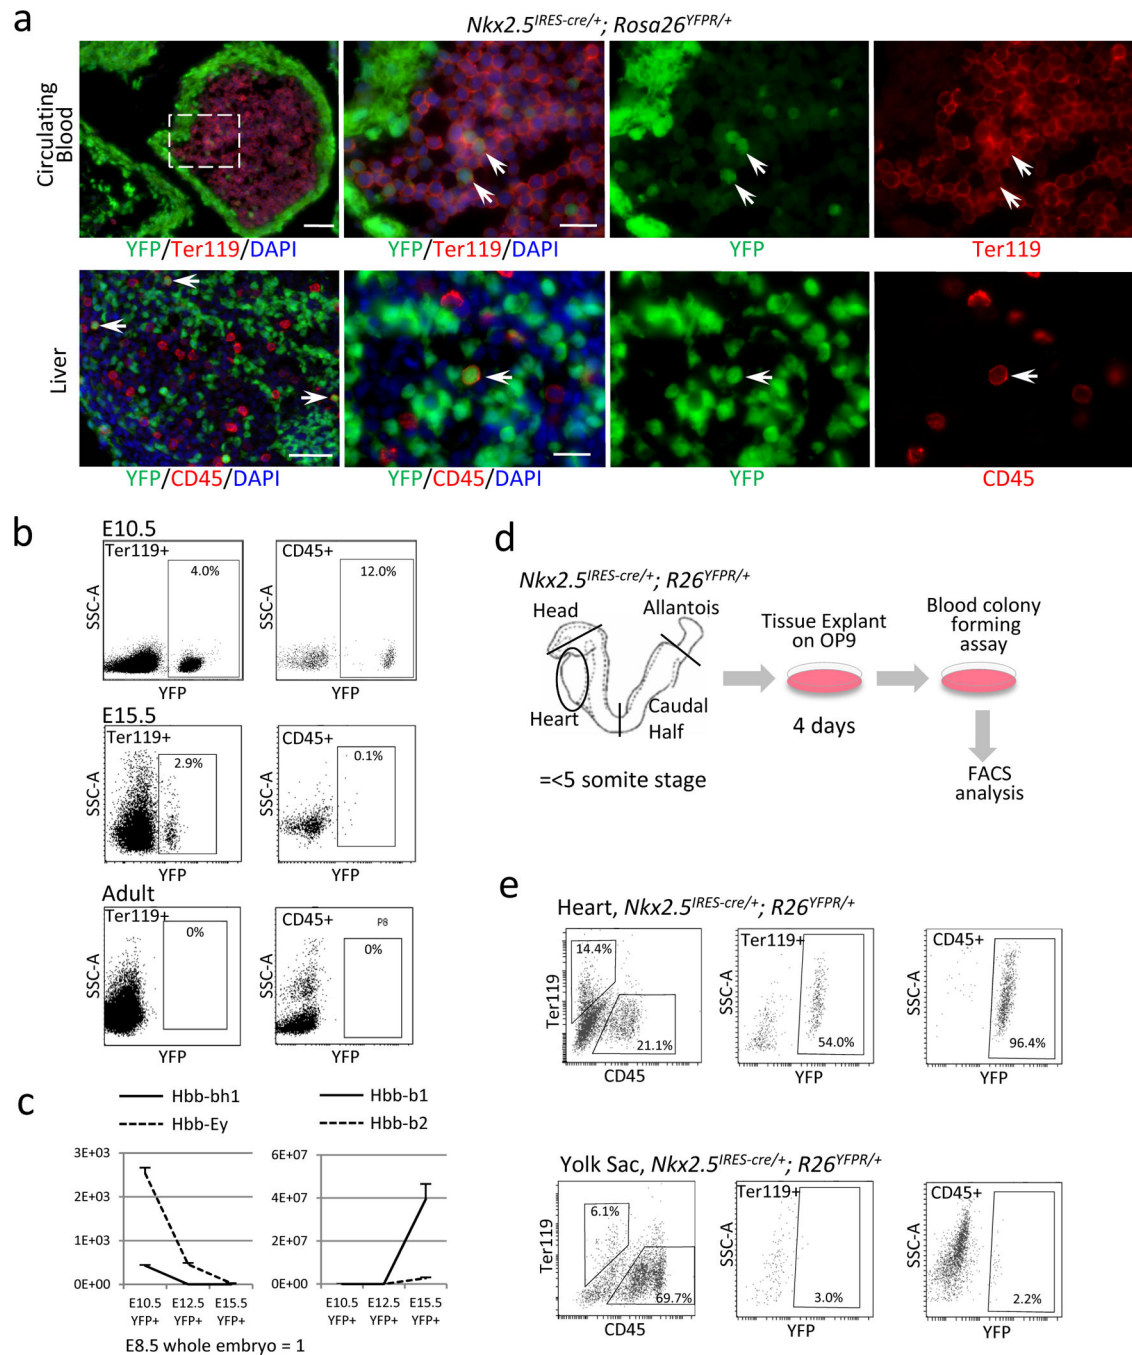 a
Nkx2.5IRES-cre/+; Rosa26YFPR/+
Circulating
Blood
YFP/Ter119/DAPI
YFP/Ter119/DAPI
YFP
Ter119
Liver
YFP/CD45/DAPI
YFP/CD45/DAPI
YFP
CD45
b
E10.5
Ter119+
4.0%
SSC-A
YFP
CD45+
12.0%
SSC-A
YFP
E15.5
Ter119+
2.9%
SSC-A
YFP
CD45+
0.1%
SSC-A
YFP
Adult
Ter119+
0%
SSC-A
YFP
CD45+
P8
0%
SSC-A
YFP
c
Hbb-bh1
Hbb-Ey
3E+03
2E+03
1E+03
0E+00
E10.5 E12.5 E15.5
YFP+ YFP+ YFP+
Hbb-b1
Hbb-b2
6E+07
4E+07
2E+07
0E+00
E10.5 E12.5 E15.5
YFP+ YFP+ YFP+
E8.5 whole embryo = 1
d
Nkx2.5IRES-cre/+; R26YFPR/+
Head
Allantois
Heart
Caudal
Half
=<5 somite stage
Tissue Explant
on OP9
4 days
Blood colony
forming
assay
FACS
analysis
e
Heart, Nkx2.5IRES-cre/+; R26YFPR/+
14.4%
21.1%
Ter119
CD45
Ter119+
54.0%
SSC-A
YFP
CD45+
96.4%
SSC-A
YFP
Yolk Sac, Nkx2.5IRES-cre/+; R26YFPR/+
6.1%
69.7%
Ter119
CD45
Ter119+
3.0%
SSC-A
YFP
CD45+
2.2%
SSC-A
YFP